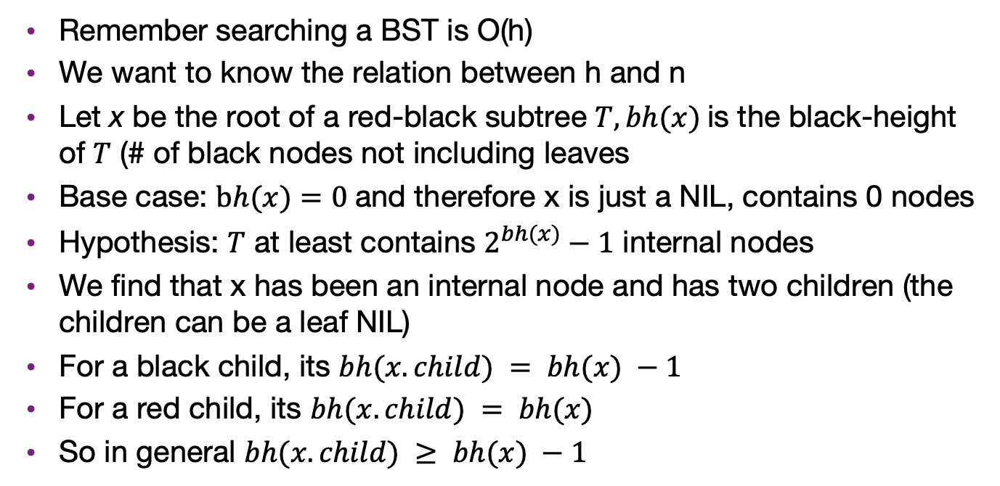 • Remember searching a BST is O(h)
• We want to know the relation between h and n
• Let x be the root of a red-black subtree T, bh(x) is the black-height
of T (# of black nodes not including leaves
• Base case: bh(x) = 0 and therefore x is just a NIL, contains 0 nodes
• Hypothesis: T at least contains 2^{bh(x)} − 1 internal nodes
• We find that x has been an internal node and has two children (the
children can be a leaf NIL)
• For a black child, its bh(x.child) = bh(x) − 1
• For a red child, its bh(x.child) = bh(x)
• So in general bh(x.child) ≥ bh(x) − 1